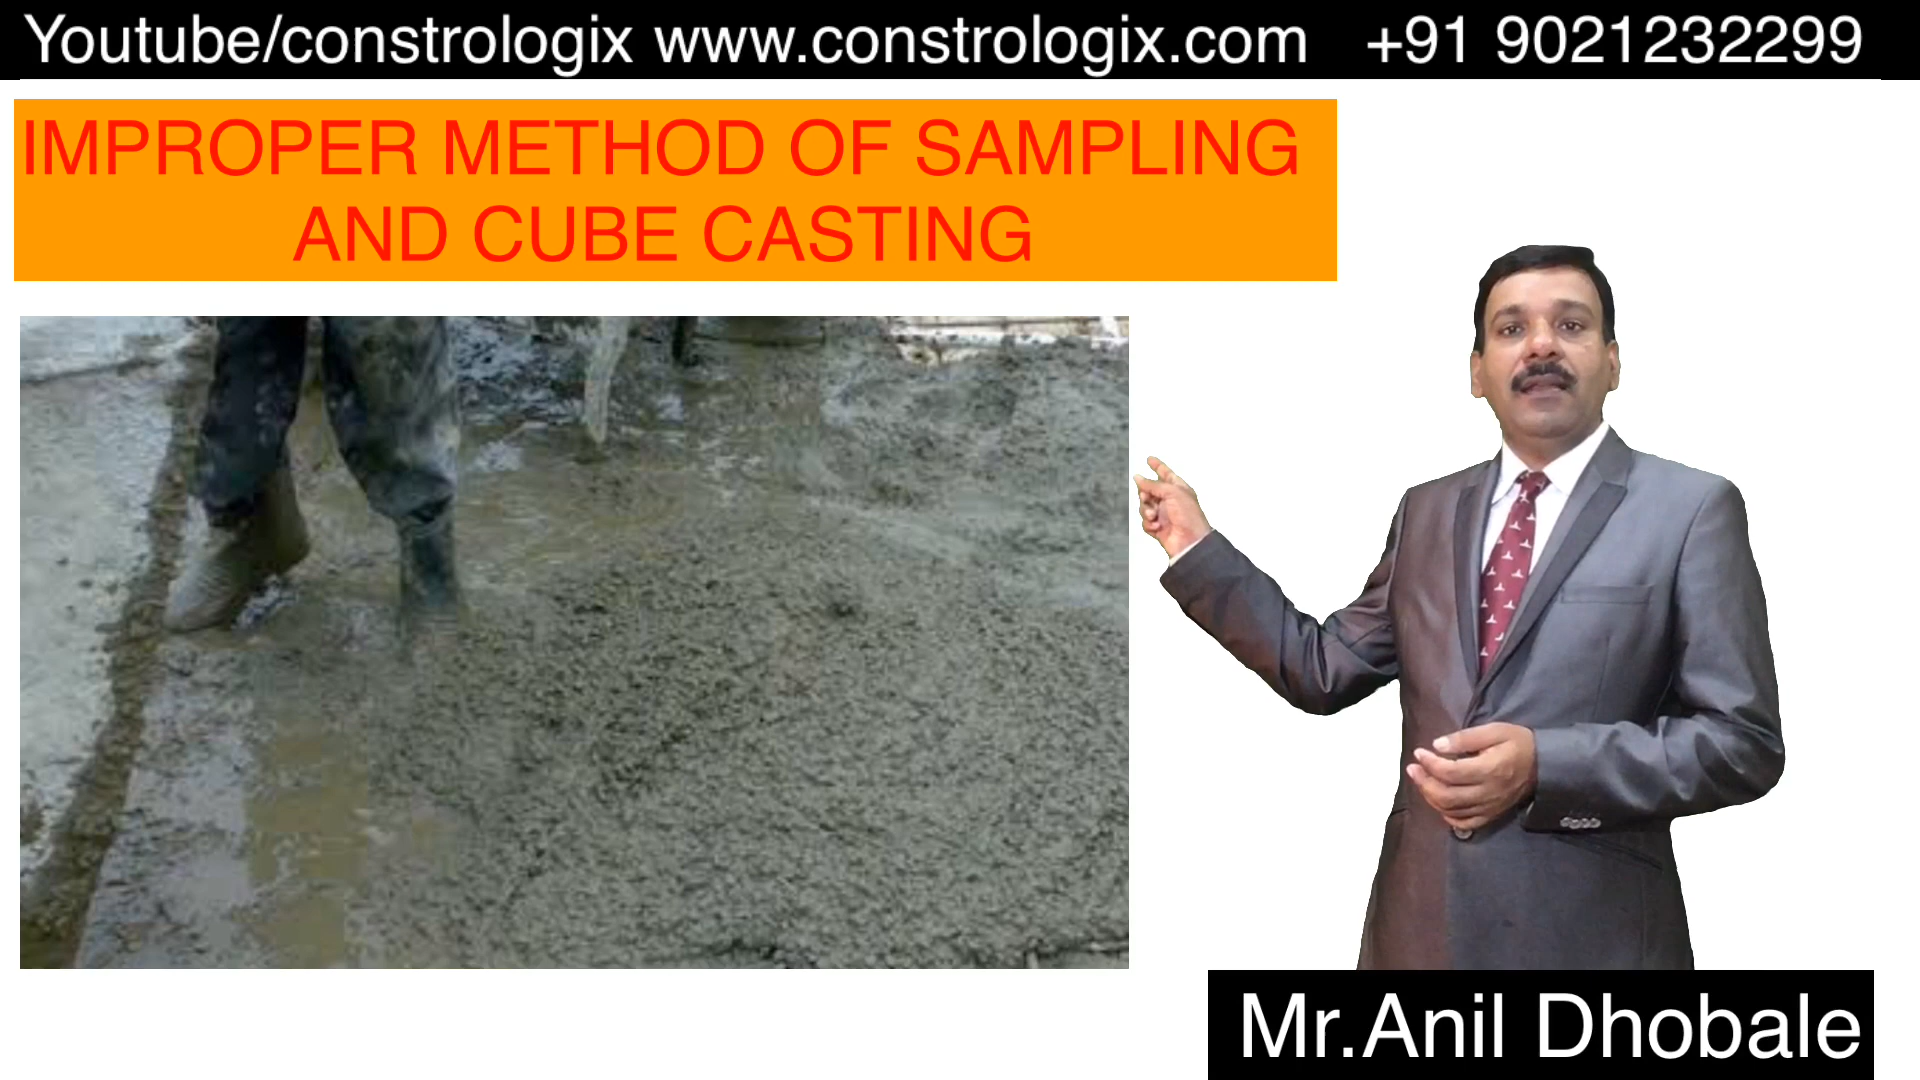 Youtube/constrologix www.constrologix.com +91 9021232299
IMPROPER METHOD OF SAMPLING
AND CUBE CASTING
Mr.Anil Dhobale